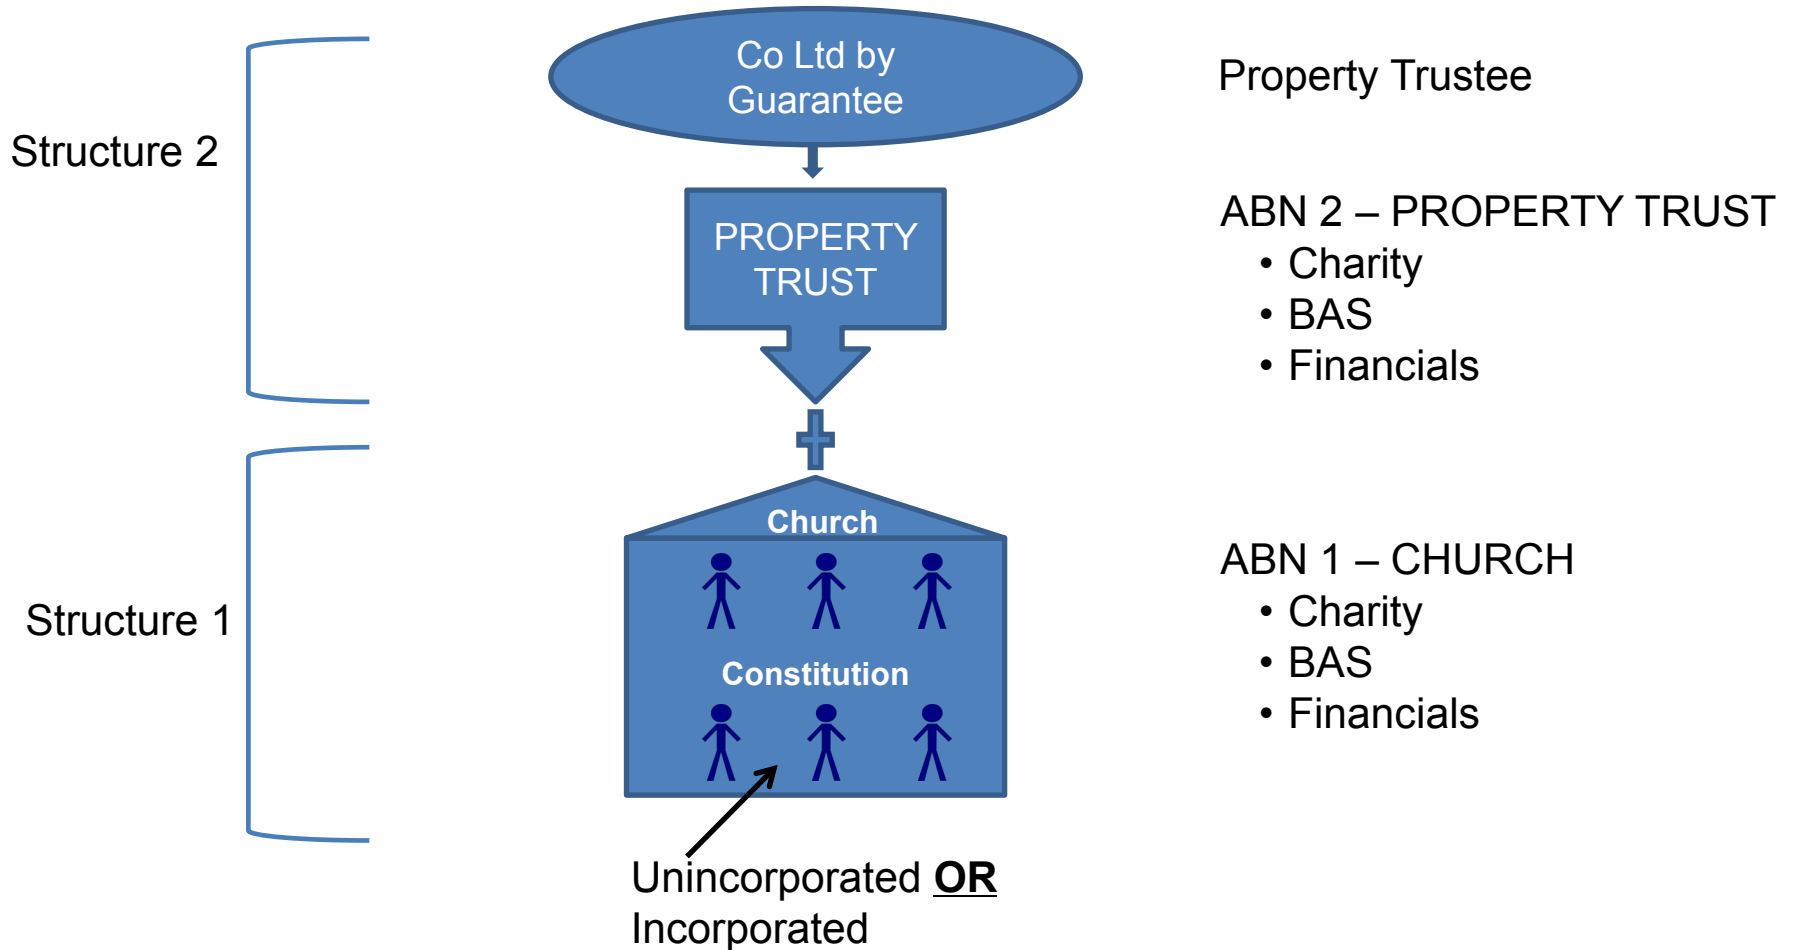 Structure 2
Co Ltd by
Guarantee
Property Trustee
PROPERTY
TRUST
ABN 2 – PROPERTY TRUST
• Charity
• BAS
• Financials
Structure 1
Church
Constitution
ABN 1 – CHURCH
• Charity
• BAS
• Financials
Unincorporated OR
Incorporated